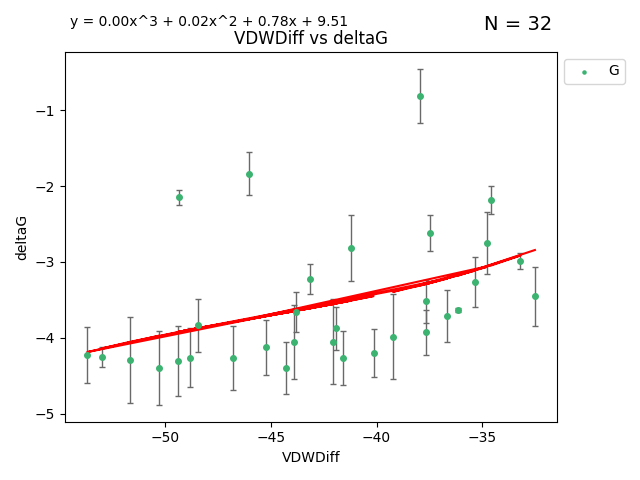 y = 0.00x^3 + 0.02x^2 + 0.78x + 9.51
N = 32
VDWDiff vs deltaG
G
−1
−2
−3
−4
−5
deltaG
−50
−45
−40
−35
VDWDiff